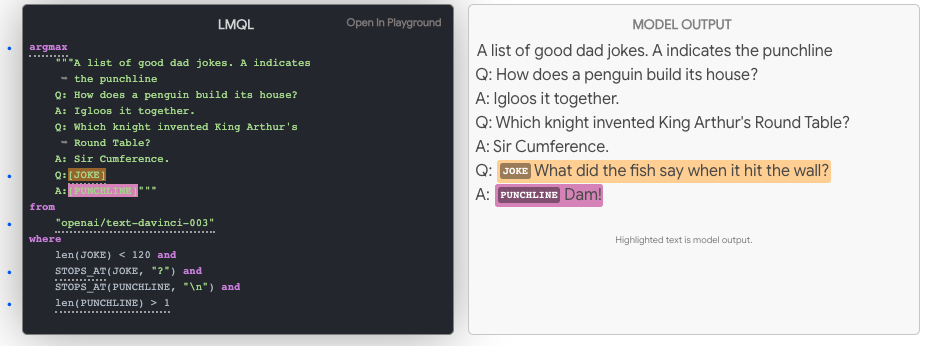 LMQL
Open In Playground
argmax
"""A list of good dad jokes. A indicates
the punchline
Q: How does a penguin build its house?
A: Igloos it together.
Q: Which knight invented King Arthur's
Round Table?
A: Sir Cumference.
Q:[JOKE]
A:[PUNCHLINE]"""
from
"openai/text-davinci-003"
where
len(JOKE) < 120 and
STOPS_AT(JOKE, "?") and
STOPS_AT(PUNCHLINE, "\n") and
len(PUNCHLINE) > 1
MODEL OUTPUT
A list of good dad jokes. A indicates the punchline
Q: How does a penguin build its house?
A: Igloos it together.
Q: Which knight invented King Arthur's Round Table?
A: Sir Cumference.
Q: JOKE What did the fish say when it hit the wall?
A: PUNCHLINE Dam!
Highlighted text is model output.